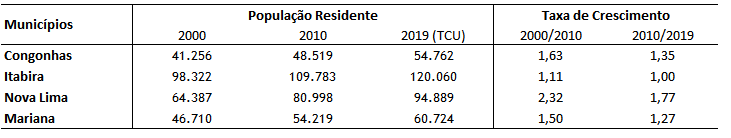 Municípios População Residente Taxa de Crescimento
2000 2010 2019 (TCU) 2000/2010 2010/2019
Congonhas 41.256 48.519 54.762 1,63 1,35
Itabira 98.322 109.783 120.060 1,11 1,00
Nova Lima 64.387 80.998 94.889 2,32 1,77
Mariana 46.710 54.219 60.724 1,50 1,27